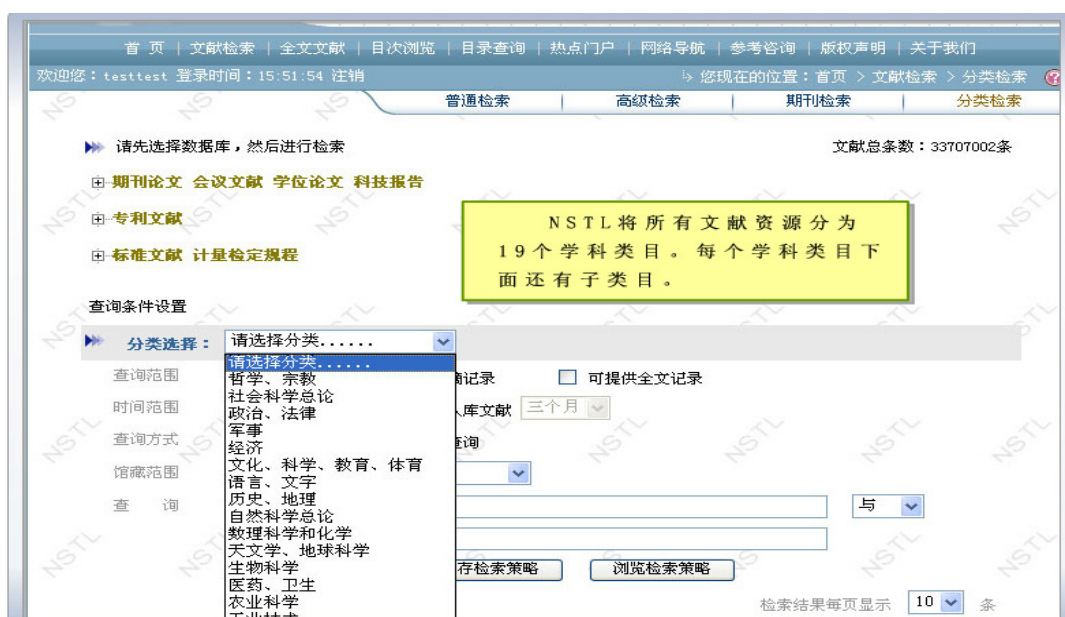 首 页 | 文献检索 | 全文文献 | 目次浏览 | 目录查询 | 热点门户 | 网络导航 | 参考咨询 | 版权声明 | 关于我们
欢迎您：testtest 登录时间：15:51:54 注销
您现在的位置：首页 > 文献检索 > 分类检索
普通检索 | 高级检索 | 期刊检索 | 分类检索
请先选择数据库，然后进行检索
文献总条数：33707002条
期刊论文 会议文献 学位论文 科技报告
专利文献
标准文献 计量检定规程
NSTL将所有文献资源分为
19个学科类目。每个学科类目下
面还有子类目。
查询条件设置
分类选择： 请选择分类......
请选择分类......
哲学、宗教
社会科学总论
政治、法律
军事
经济
文化、科学、教育、体育
语言、文字
历史、地理
自然科学总论
数理科学和化学
天文学、地球科学
生物科学
医药、卫生
农业科学
查询范围
记录 可提供全文记录
时间范围
库文献 三个月
查询方式
查询
馆藏范围
查 询
与
存检索策略 浏览检索策略
检索结果每页显示 10 条
NSTL